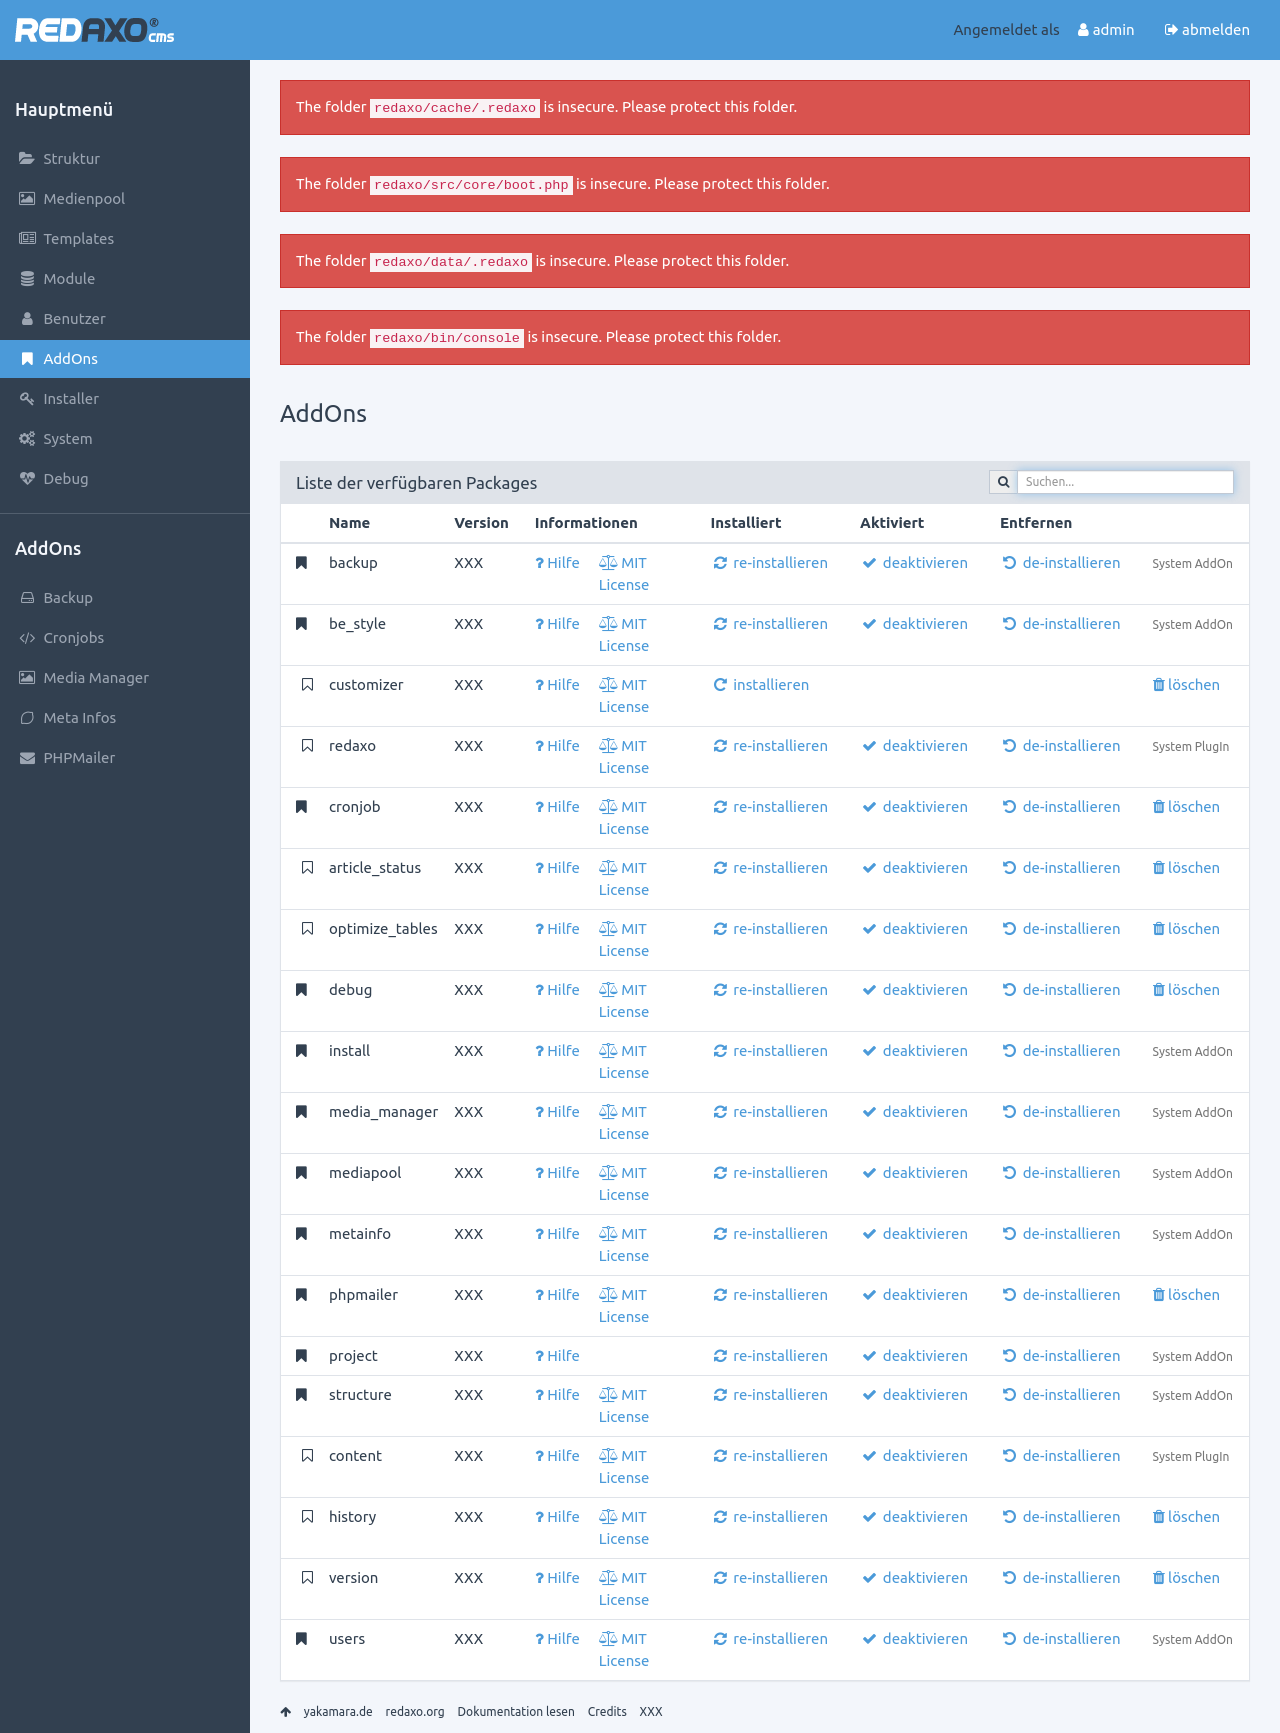 REDAXO® cms
Angemeldet als admin abmelden
Hauptmenü
Struktur
Medienpool
Templates
Module
Benutzer
AddOns
Installer
System
Debug
AddOns
Backup
Cronjobs
Media Manager
Meta Infos
PHPMailer
The folder redaxo/cache/.redaxo is insecure. Please protect this folder.
The folder redaxo/src/core/boot.php is insecure. Please protect this folder.
The folder redaxo/data/.redaxo is insecure. Please protect this folder.
The folder redaxo/bin/console is insecure. Please protect this folder.
AddOns
Liste der verfügbaren Packages Suchen...
Name Version Informationen Installiert Aktiviert Entfernen
backup XXX ? Hilfe MIT re-installieren deaktivieren de-installieren System AddOn
License
be_style XXX ? Hilfe MIT re-installieren deaktivieren de-installieren System AddOn
License
customizer XXX ? Hilfe MIT installieren löschen
License
redaxo XXX ? Hilfe MIT re-installieren deaktivieren de-installieren System PlugIn
License
cronjob XXX ? Hilfe MIT re-installieren deaktivieren de-installieren löschen
License
article_status XXX ? Hilfe MIT re-installieren deaktivieren de-installieren löschen
License
optimize_tables XXX ? Hilfe MIT re-installieren deaktivieren de-installieren löschen
License
debug XXX ? Hilfe MIT re-installieren deaktivieren de-installieren löschen
License
install XXX ? Hilfe MIT re-installieren deaktivieren de-installieren System AddOn
License
media_manager XXX ? Hilfe MIT re-installieren deaktivieren de-installieren System AddOn
License
mediapool XXX ? Hilfe MIT re-installieren deaktivieren de-installieren System AddOn
License
metainfo XXX ? Hilfe MIT re-installieren deaktivieren de-installieren System AddOn
License
phpmailer XXX ? Hilfe MIT re-installieren deaktivieren de-installieren löschen
License
project XXX ? Hilfe re-installieren deaktivieren de-installieren System AddOn
structure XXX ? Hilfe MIT re-installieren deaktivieren de-installieren System AddOn
License
content XXX ? Hilfe MIT re-installieren deaktivieren de-installieren System PlugIn
License
history XXX ? Hilfe MIT re-installieren deaktivieren de-installieren löschen
License
version XXX ? Hilfe MIT re-installieren deaktivieren de-installieren löschen
License
users XXX ? Hilfe MIT re-installieren deaktivieren de-installieren System AddOn
License
yakamara.de redaxo.org Dokumentation lesen Credits XXX